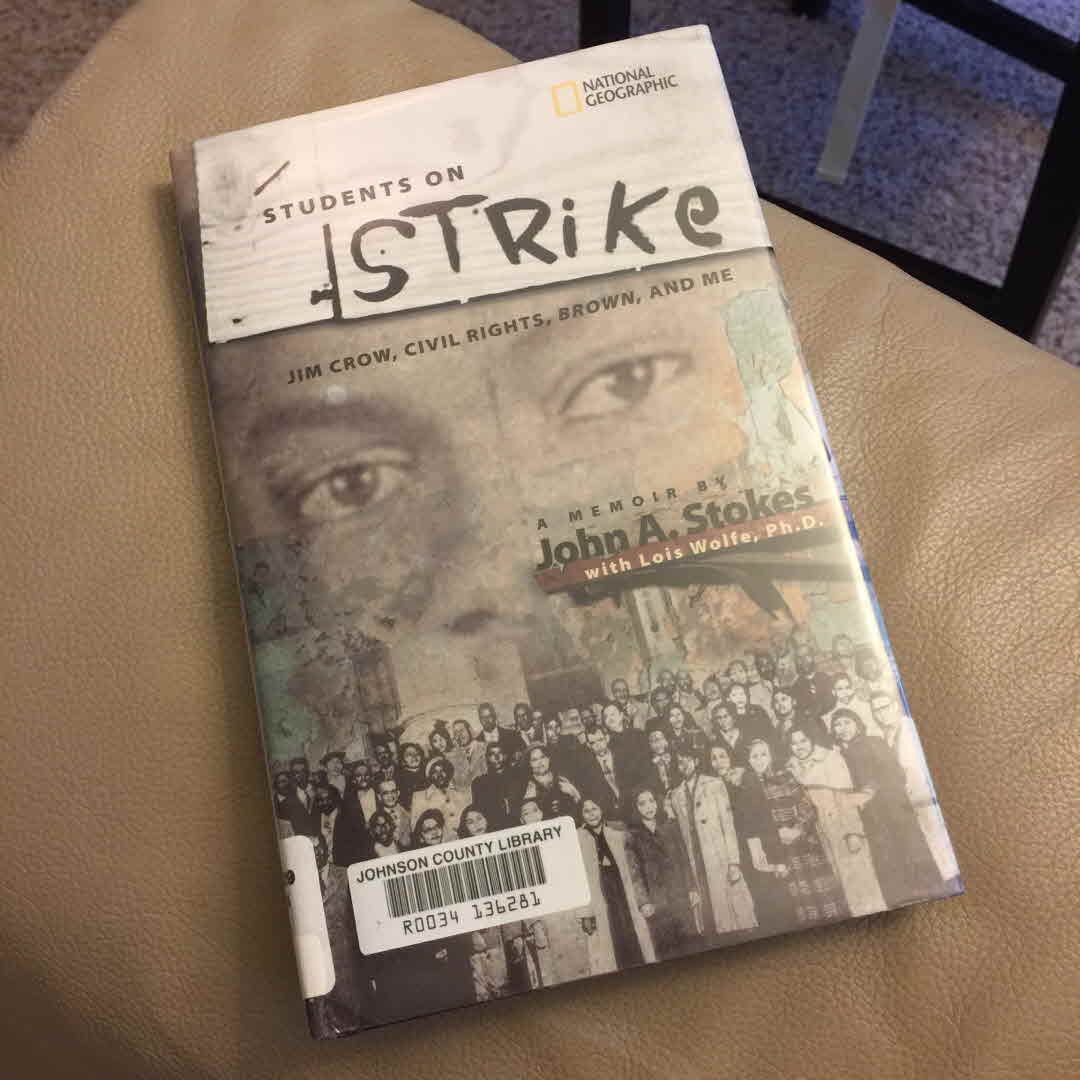 NATIONAL
GEOGRAPHIC
STUDENTS ON
STRiKe
JIM CROW, CIVIL RIGHTS, BROWN, AND ME
A MEMOIR BY
John A. Stokes
with Lois Wolfe, Ph.D.
JOHNSON COUNTY LIBRARY
R0034 136281